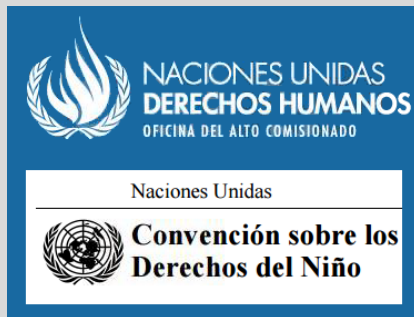 NACIONES UNIDAS
DERECHOS HUMANOS
OFICINA DEL ALTO COMISIONADO
Naciones Unidas
Convención sobre los
Derechos del Niño